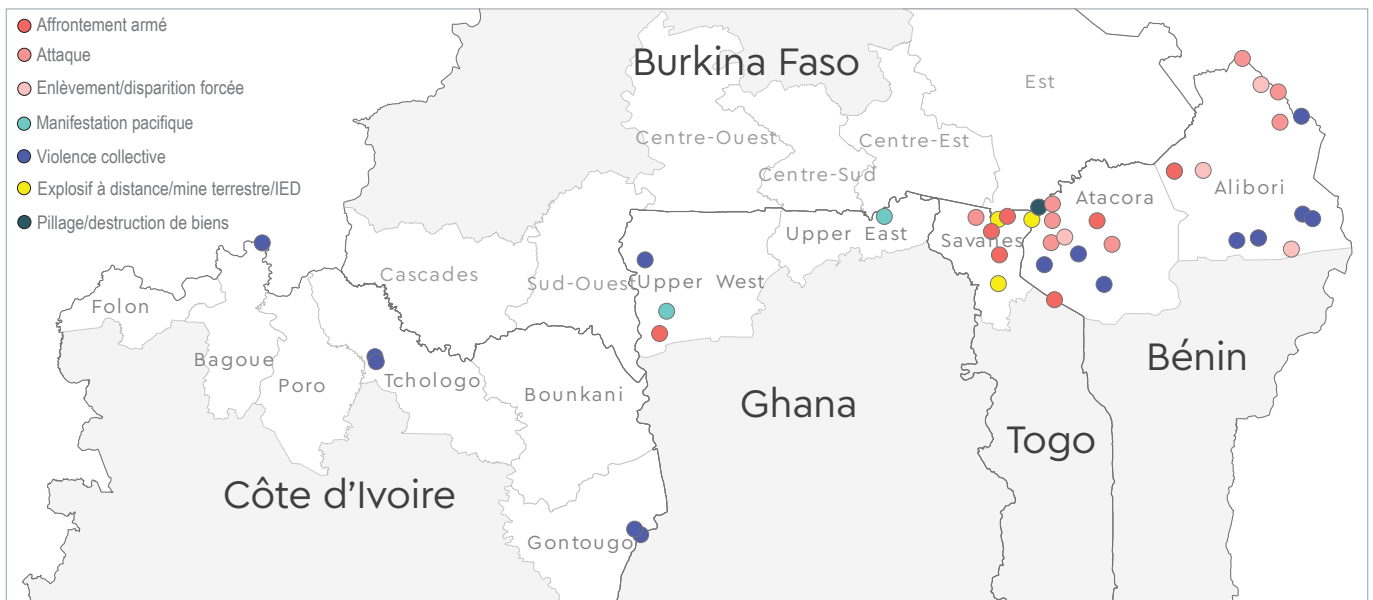 Affrontement armé
Attaque
Enlèvement/disparition forcée
Manifestation pacifique
Violence collective
Explosif à distance/mine terrestre/IED
Pillage/destruction de biens
Burkina Faso
Est
Centre-Ouest
Centre-Est
Centre-Sud
Atacora
Alibori
Upper East
Savanes
Cascades
Sud-Ouest
Upper West
Folon
Bagoue
Poro
Tchologo
Bounkani
Bénin
Ghana
Togo
Côte d'Ivoire
Gontougo